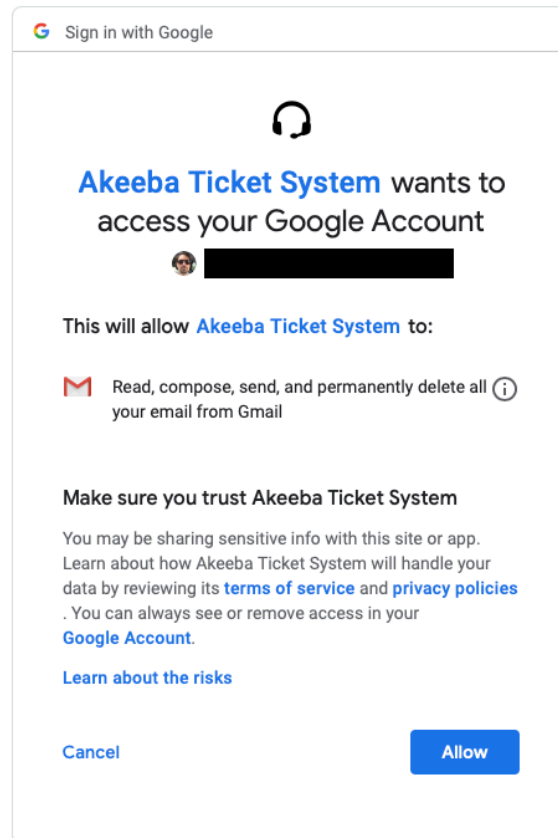 Sign in with Google
Akeeba Ticket System wants to
access your Google Account
This will allow Akeeba Ticket System to:
Read, compose, send, and permanently delete all
your email from Gmail
Make sure you trust Akeeba Ticket System
You may be sharing sensitive info with this site or app.
Learn about how Akeeba Ticket System will handle your
data by reviewing its terms of service and privacy policies
. You can always see or remove access in your
Google Account.
Learn about the risks
Cancel
Allow